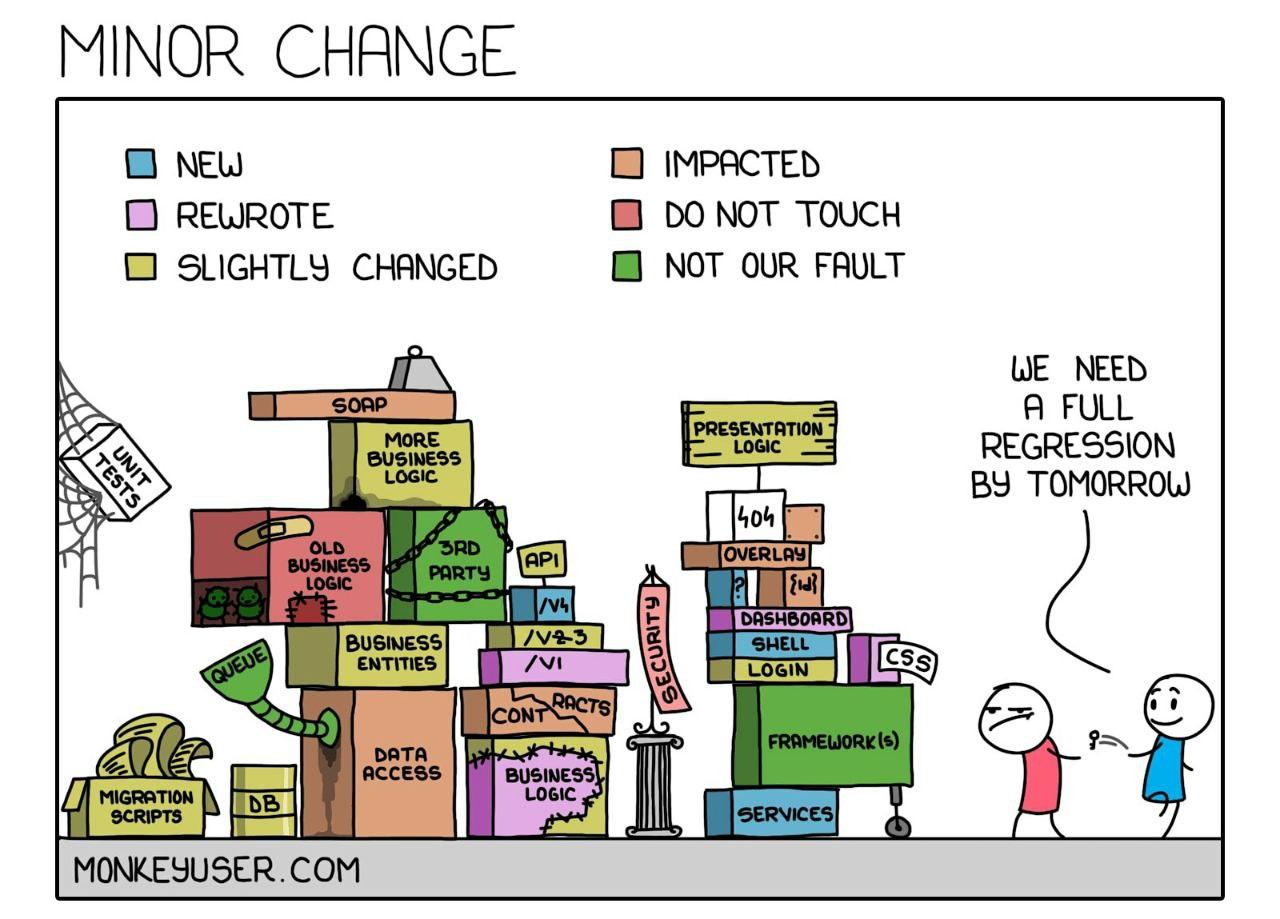 MINOR CHANGE
NEW
REWROTE
SLIGHTLY CHANGED
IMPACTED
DO NOT TOUCH
NOT OUR FAULT
WE NEED
A FULL
REGRESSION
BY TOMORROW
UNIT
TESTS
SOAP
MORE
BUSINESS
LOGIC
OLD
BUSINESS
LOGIC
3RD
PARTY
API
/V4
/V2-3
/V1
BUSINESS
ENTITIES
QUEUE
CONTRACTS
DATA
ACCESS
BUSINESS
LOGIC
MIGRATION
SCRIPTS
DB
SECURITY
PRESENTATION
LOGIC
404
OVERLAY
?
{id}
DASHBOARD
SHELL
LOGIN
CSS
FRAMEWORK(s)
SERVICES
MONKEYUSER.COM